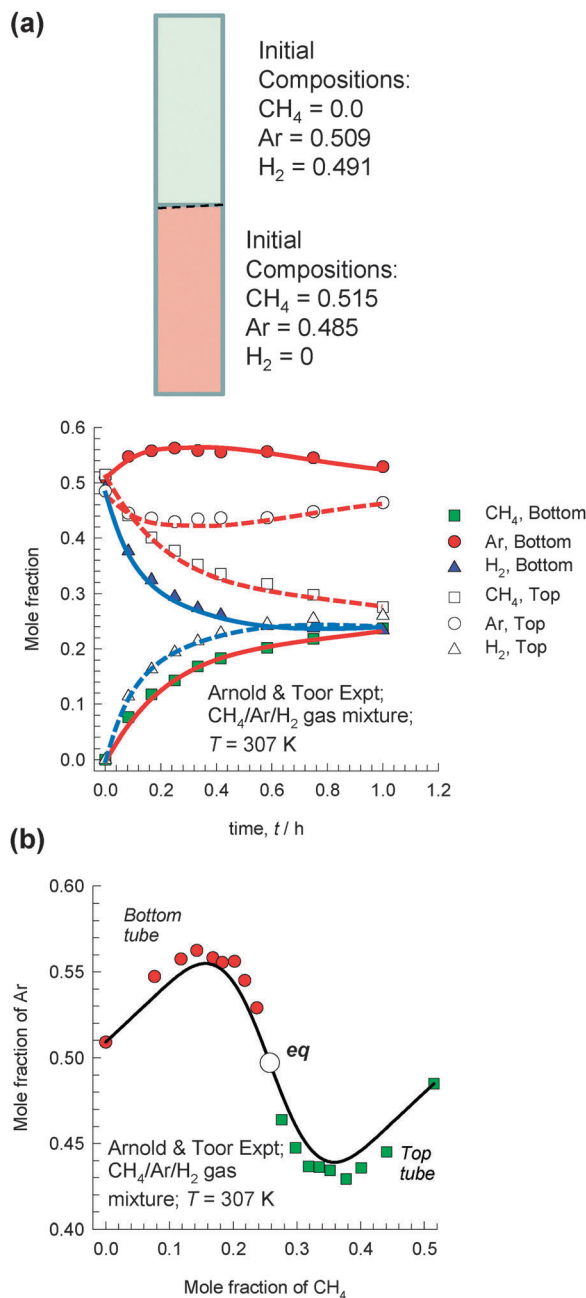 (a)
Initial
Compositions:
CH₄ = 0.0
Ar = 0.509
H₂ = 0.491
Initial
Compositions:
CH₄ = 0.515
Ar = 0.485
H₂ = 0
0.6
0.5
0.4
0.3
0.2
0.1
0.0
Mole fraction
CH₄, Bottom
Ar, Bottom
H₂, Bottom
CH₄, Top
Ar, Top
H₂, Top
Arnold & Toor Expt;
CH₄/Ar/H₂ gas mixture;
T = 307 K
0.0 0.2 0.4 0.6 0.8 1.0 1.2
time, t / h
(b)
0.60
0.55
0.50
0.45
0.40
Mole fraction of Ar
Bottom
tube
eq
Arnold & Toor Expt;
CH₄/Ar/H₂ gas
mixture; T = 307 K
Top
tube
0.0 0.1 0.2 0.3 0.4 0.5
Mole fraction of CH₄